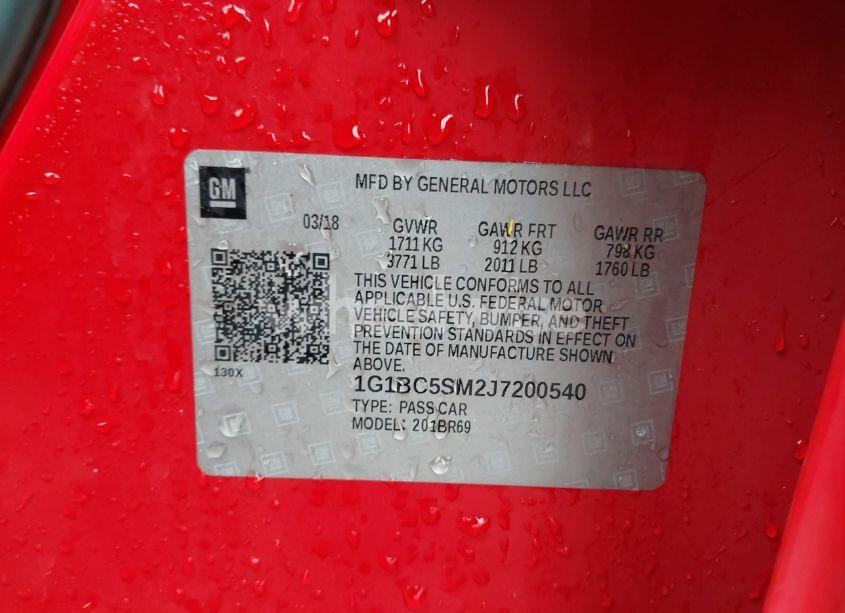 GM
MFD BY GENERAL MOTORS LLC
03/18 GVWR GAWR FRT GAWR RR
1711 KG 912 KG 798 KG
3771 LB 2011 LB 1760 LB
THIS VEHICLE CONFORMS TO ALL
APPLICABLE U.S. FEDERAL MOTOR
VEHICLE SAFETY, BUMPER, AND THEFT
PREVENTION STANDARDS IN EFFECT ON
THE DATE OF MANUFACTURE SHOWN
ABOVE.
130X
1G1BC5SM2J7200540
TYPE: PASS CAR
MODEL: 201BR69